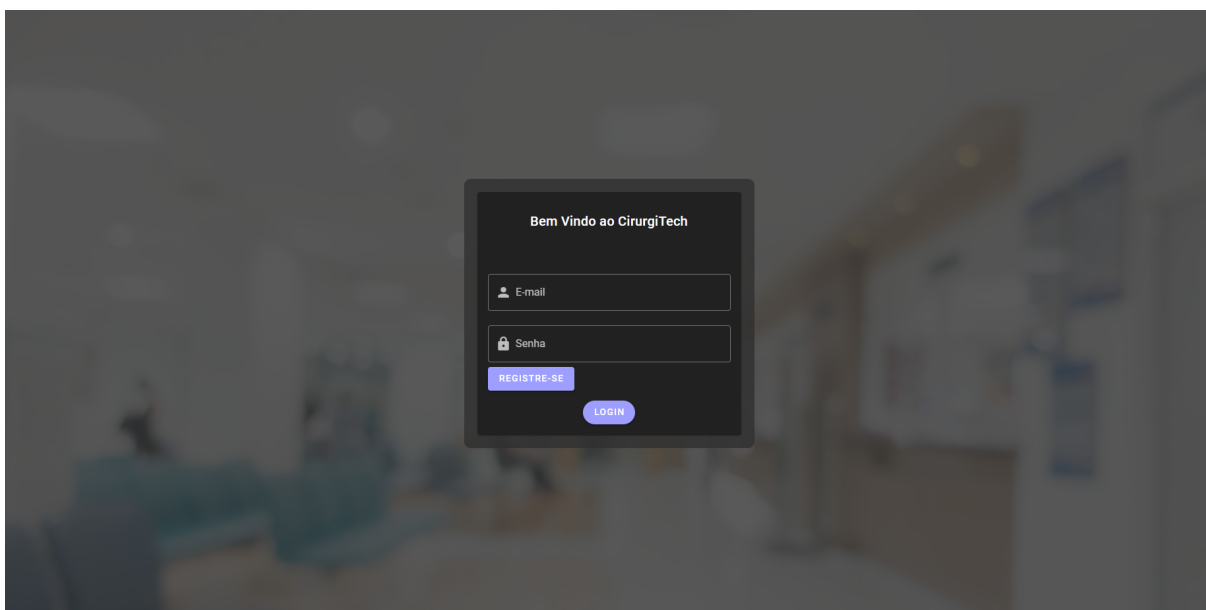 Bem Vindo ao CirurgiTech
E-mail
Senha
REGISTRE-SE
LOGIN